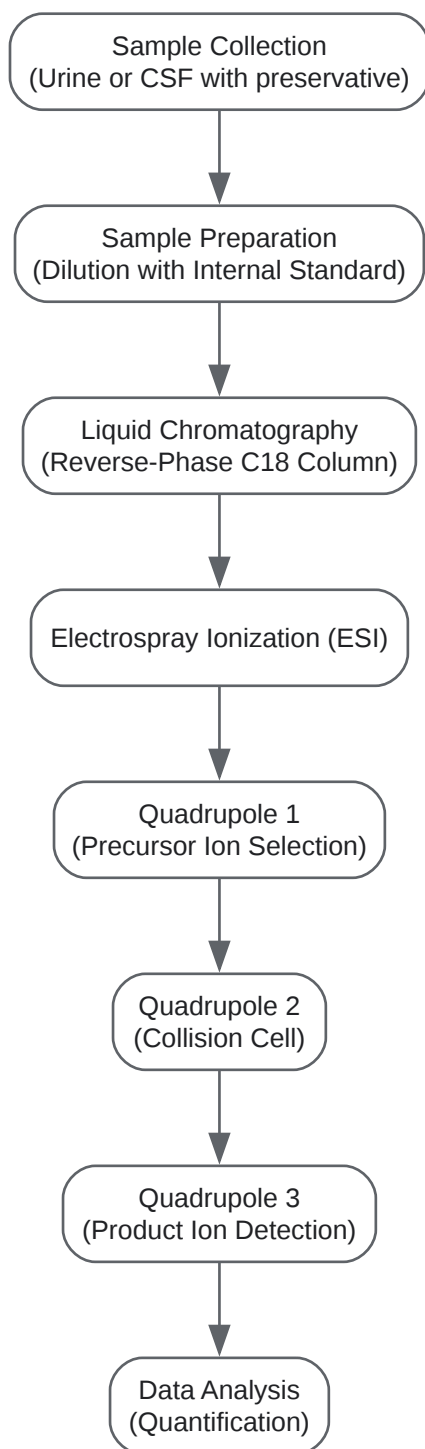 Sample Collection
(Urine or CSF with preservative)
Sample Preparation
(Dilution with Internal Standard)
Liquid Chromatography
(Reverse-Phase C18 Column)
Electrospray Ionization (ESI)
Quadrupole 1
(Precursor Ion Selection)
Quadrupole 2
(Collision Cell)
Quadrupole 3
(Product Ion Detection)
Data Analysis
(Quantification)